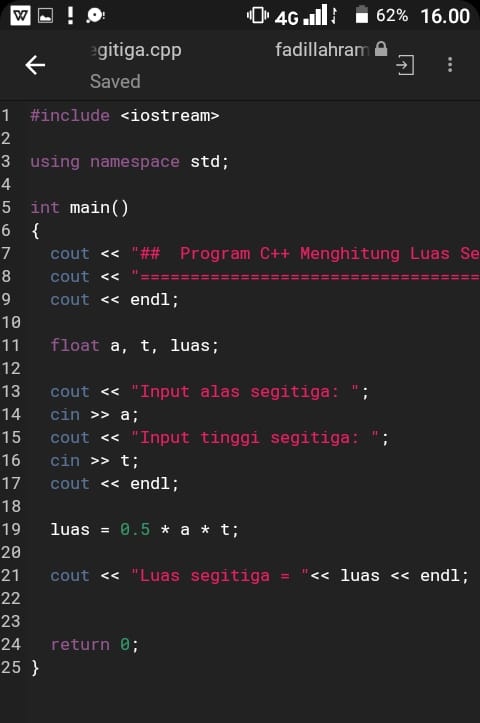 W 4G 62% 16.00
gitiga.cpp fadillahram
Saved
1 #include <iostream>
2
3 using namespace std;
4
5 int main()
6 {
7 cout << "##  Program C++ Menghitung Luas Se
8 cout << "==================================
9 cout << endl;
10
11 float a, t, luas;
12
13 cout << "Input alas segitiga: ";
14 cin >> a;
15 cout << "Input tinggi segitiga: ";
16 cin >> t;
17 cout << endl;
18
19 luas = 0.5 * a * t;
20
21 cout << "Luas segitiga = "<< luas << endl;
22
23
24 return 0;
25 }